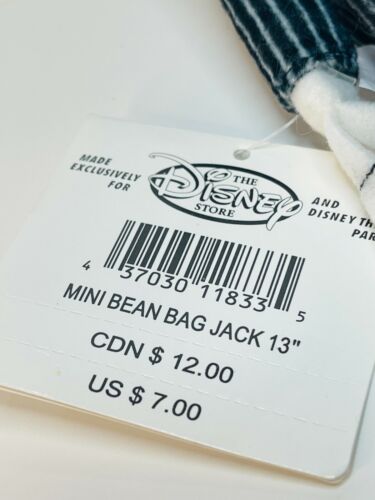 MADE
EXCLUSIVELY
FOR
THE
DISNEY
STORE
AND
DISNEY TH
PAR
4 37030 11833 5
MINI BEAN BAG JACK 13"
CDN $ 12.00
US $ 7.00